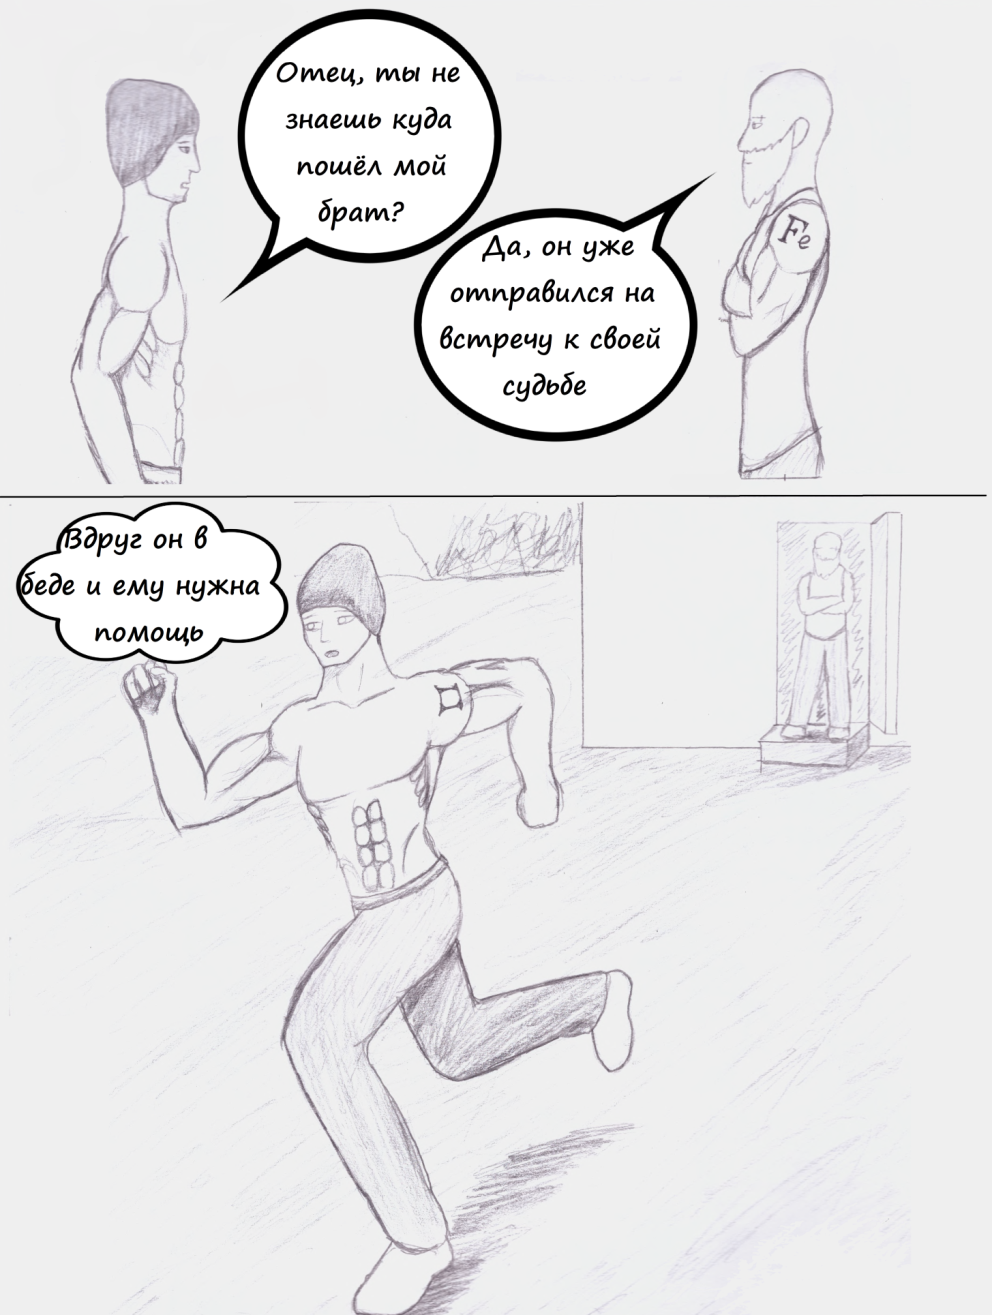 Отец, ты не
знаешь куда
пошёл мой
брат?
Да, он уже
отправился на
встречу к своей
судьбе
Fe
Вдруг он в
беде и ему нужна
помощь